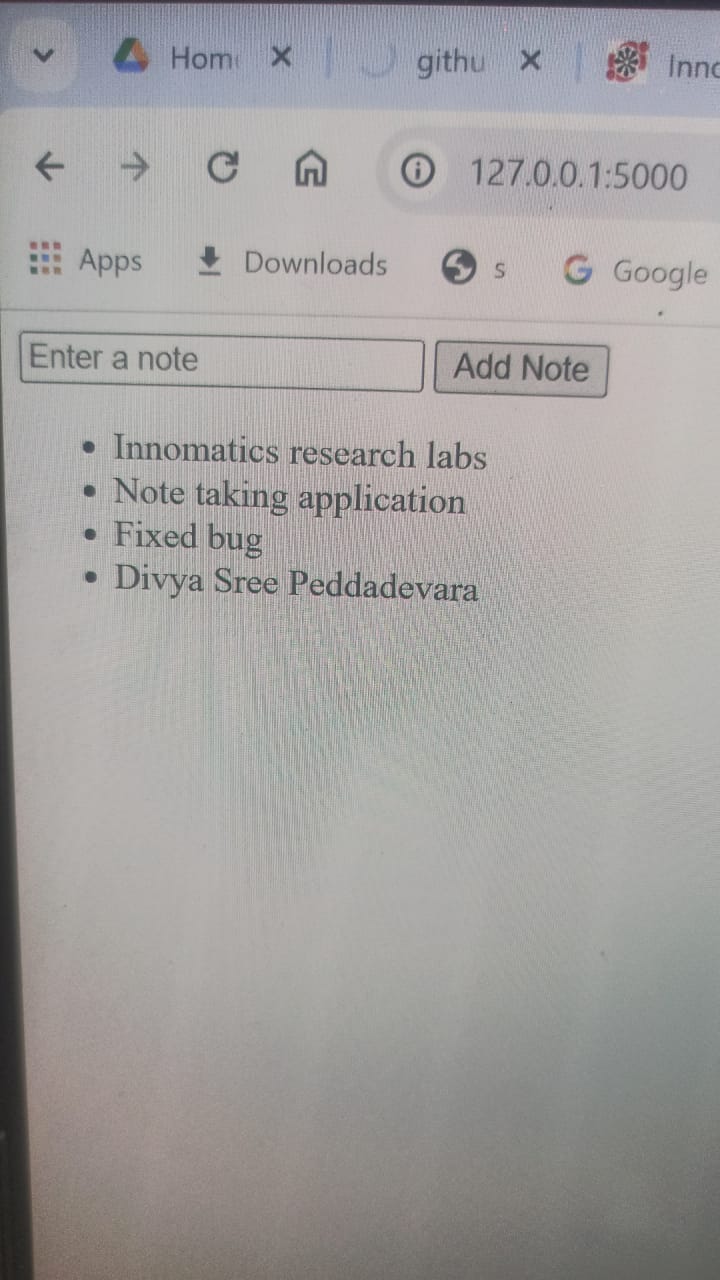 Hom
githu
Inno
127.0.0.1:5000
Apps
Downloads
s
Google
Enter a note
Add Note
Innomatics research labs
Note taking application
Fixed bug
Divya Sree Peddadevara